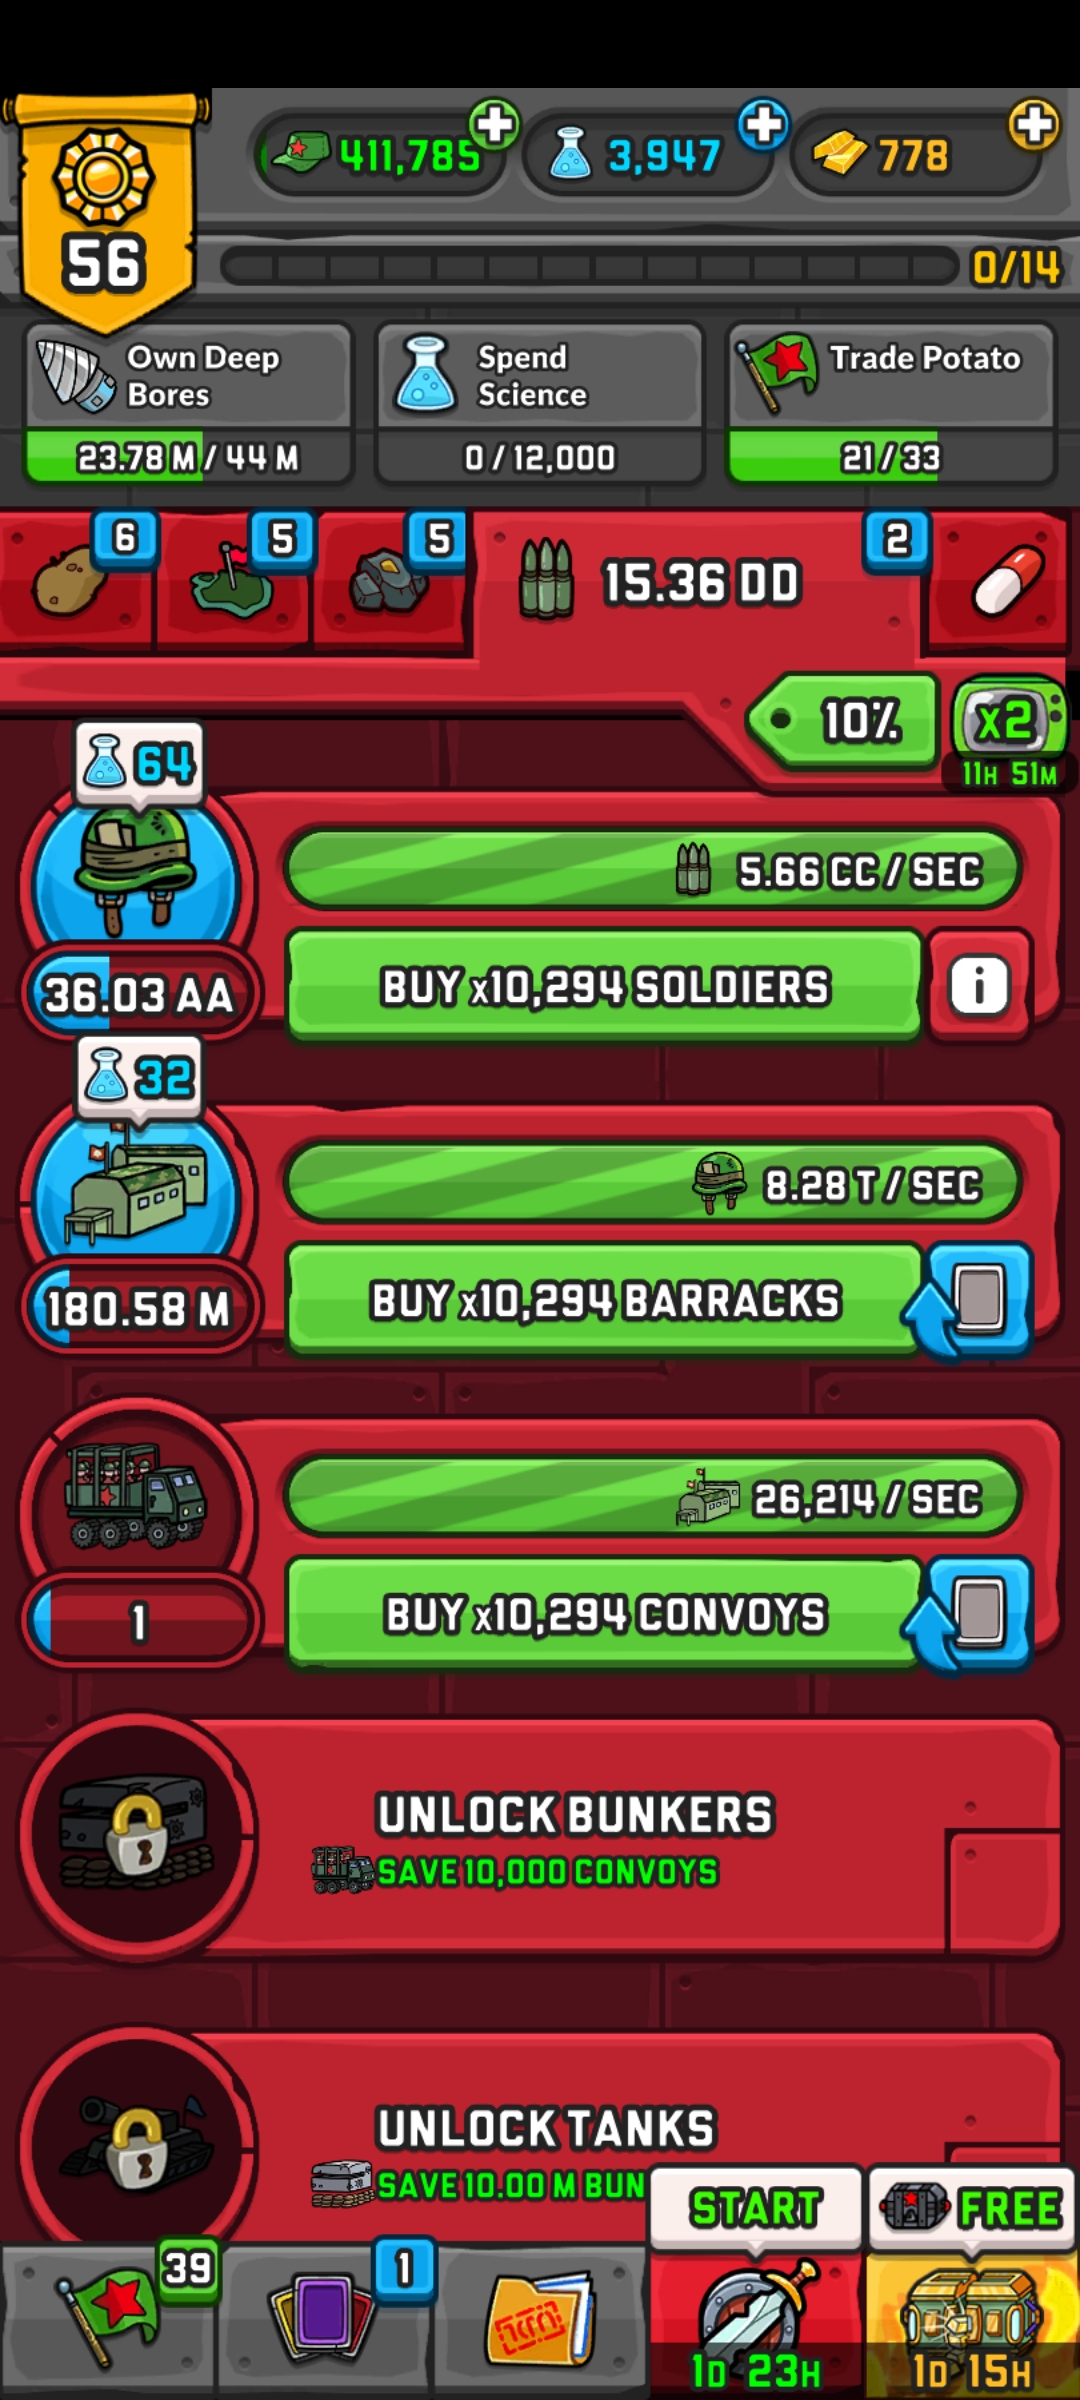 411,785
3,947
778
56
0/14
Own Deep
Bores
23.78 M / 44 M
Spend
Science
0 / 12,000
Trade Potato
21 / 33
6
5
5
15.36 DD
2
10%
x2
11H 51M
64
5.66 CC / SEC
36.03 AA
BUY x10,294 SOLDIERS
i
32
8.28 T / SEC
180.58 M
BUY x10,294 BARRACKS
26,214 / SEC
1
BUY x10,294 CONVOYS
UNLOCK BUNKERS
SAVE 10,000 CONVOYS
UNLOCK TANKS
SAVE 10.00 M BUN
START
FREE
39
1
1D 23H
1D 15H